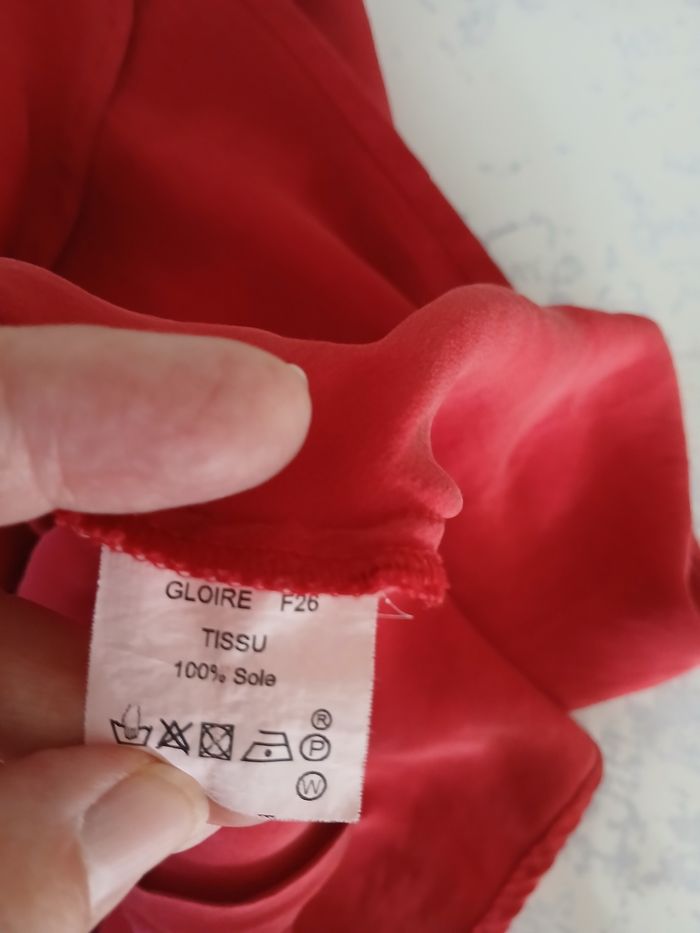 GLOIRE F26
TISSU
100% Soie
®
P
W